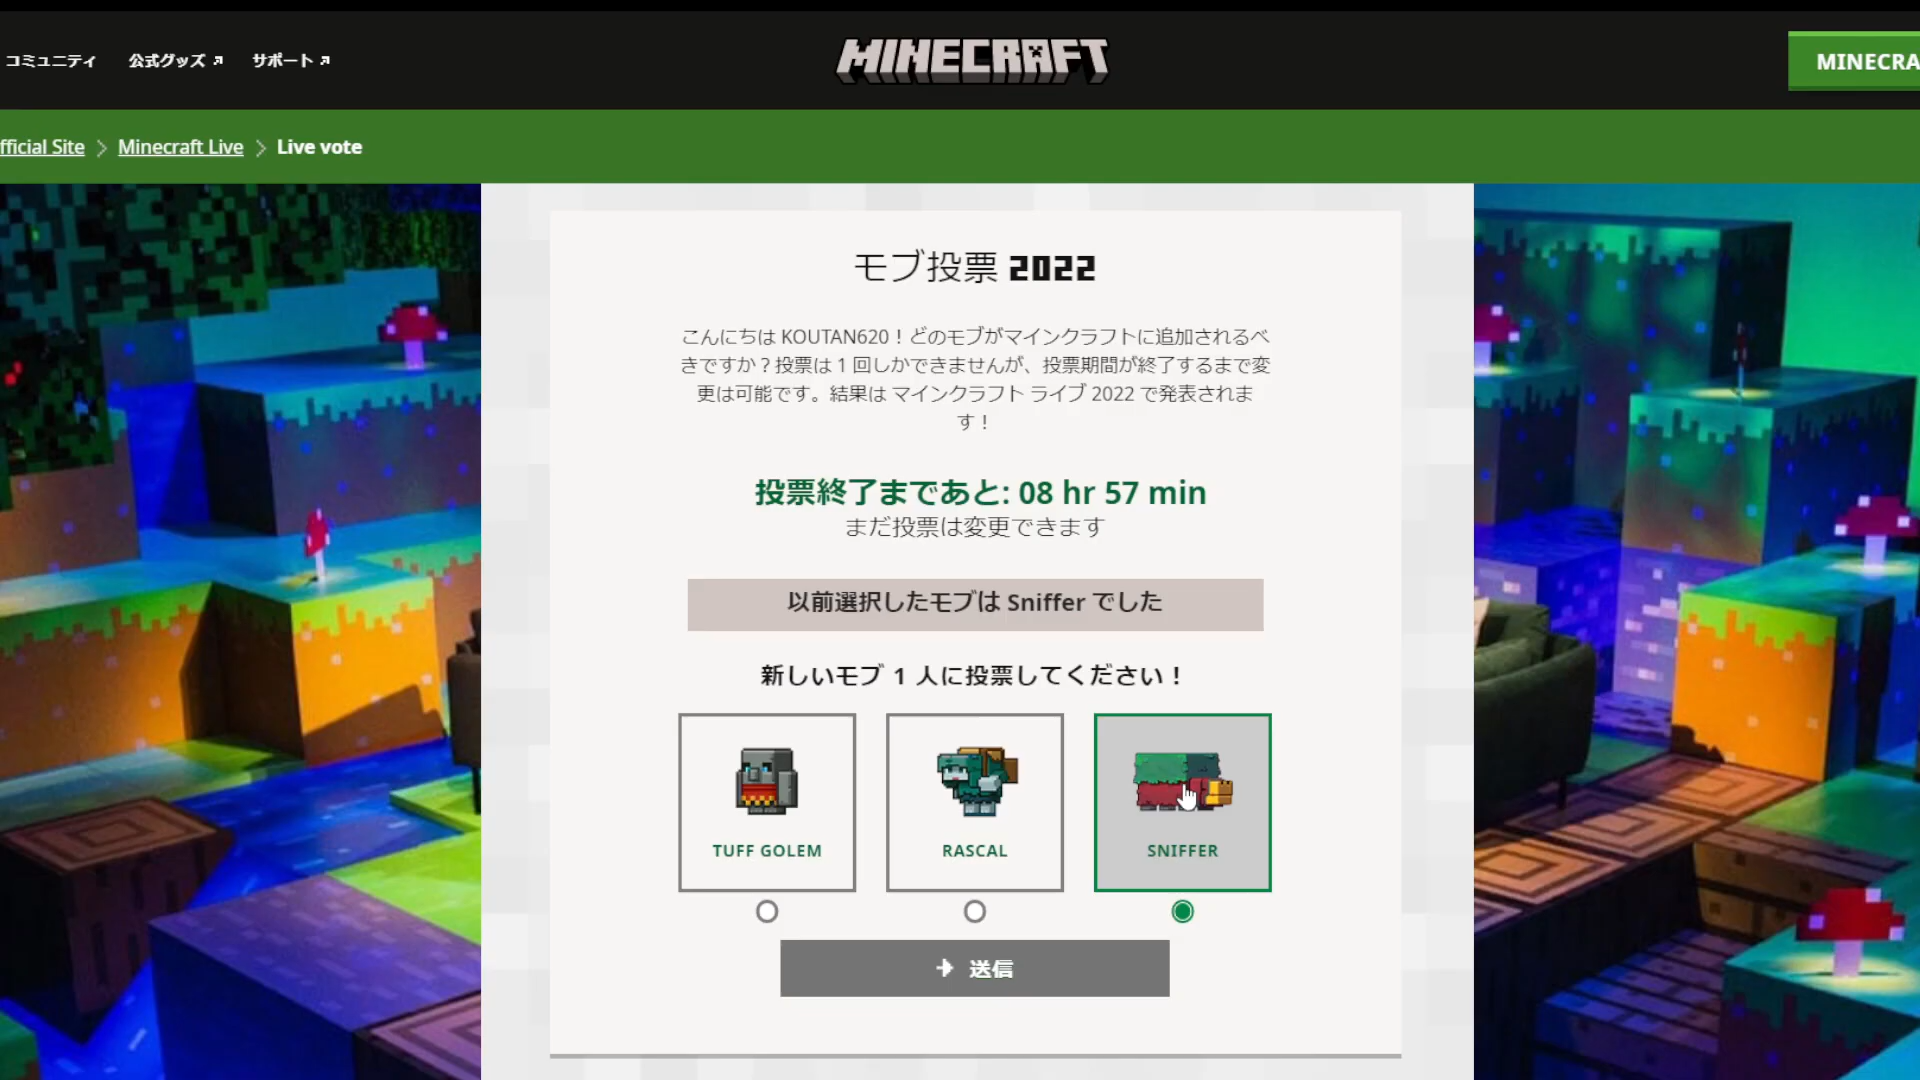 コミュニティ 公式グッズ サポート MINECRAFT MINECRA
fficial Site Minecraft Live Live vote
モブ投票 2022
こんにちは KOUTAN620！どのモブがマインクラフトに追加されるべ
きですか？投票は 1 回しかできませんが、投票期間が終了するまで変
更は可能です。結果は マインクラフト ライブ 2022 で発表されま
す！
投票終了まであと: 08 hr 57 min
まだ投票は変更できます
以前選択したモブは Sniffer でした
新しいモブ 1 人に投票してください！
TUFF GOLEM RASCAL SNIFFER
送信